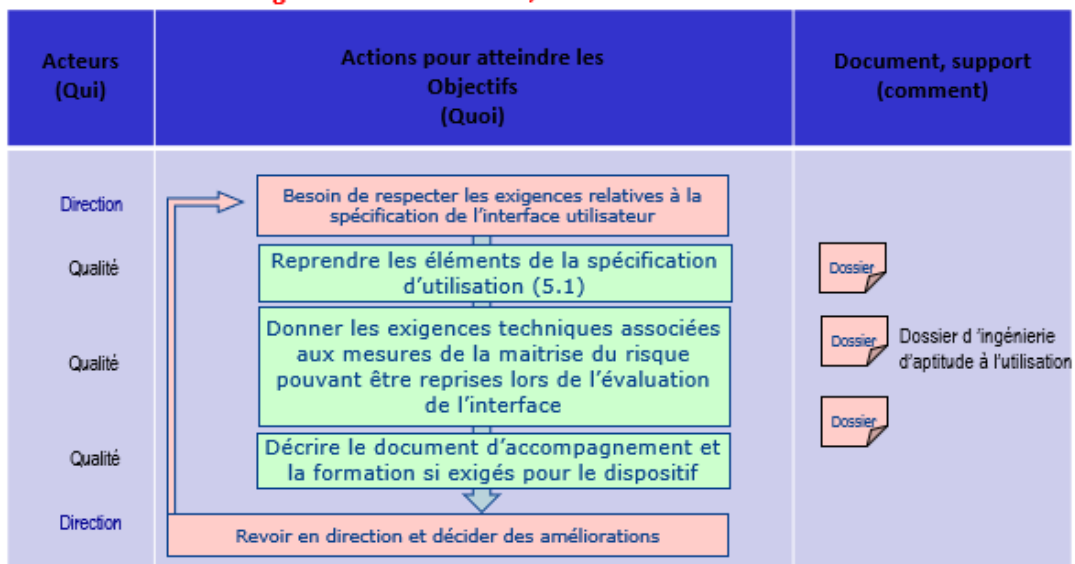 Acteurs
(Qui)
Actions pour atteindre les
Objectifs
(Quoi)
Document, support
(comment)
Direction
Besoin de respecter les exigences relatives à la
spécification de l'interface utilisateur
Qualité
Reprendre les éléments de la spécification
d'utilisation (5.1)
Dossier
Qualité
Donner les exigences techniques associées
aux mesures de la maitrise du risque
pouvant être reprises lors de l'évaluation
de l'interface
Dossier
Dossier d 'ingénierie
d'aptitude à l'utilisation
Dossier
Qualité
Décrire le document d'accompagnement et
la formation si exigés pour le dispositif
Direction
Revoir en direction et décider des améliorations